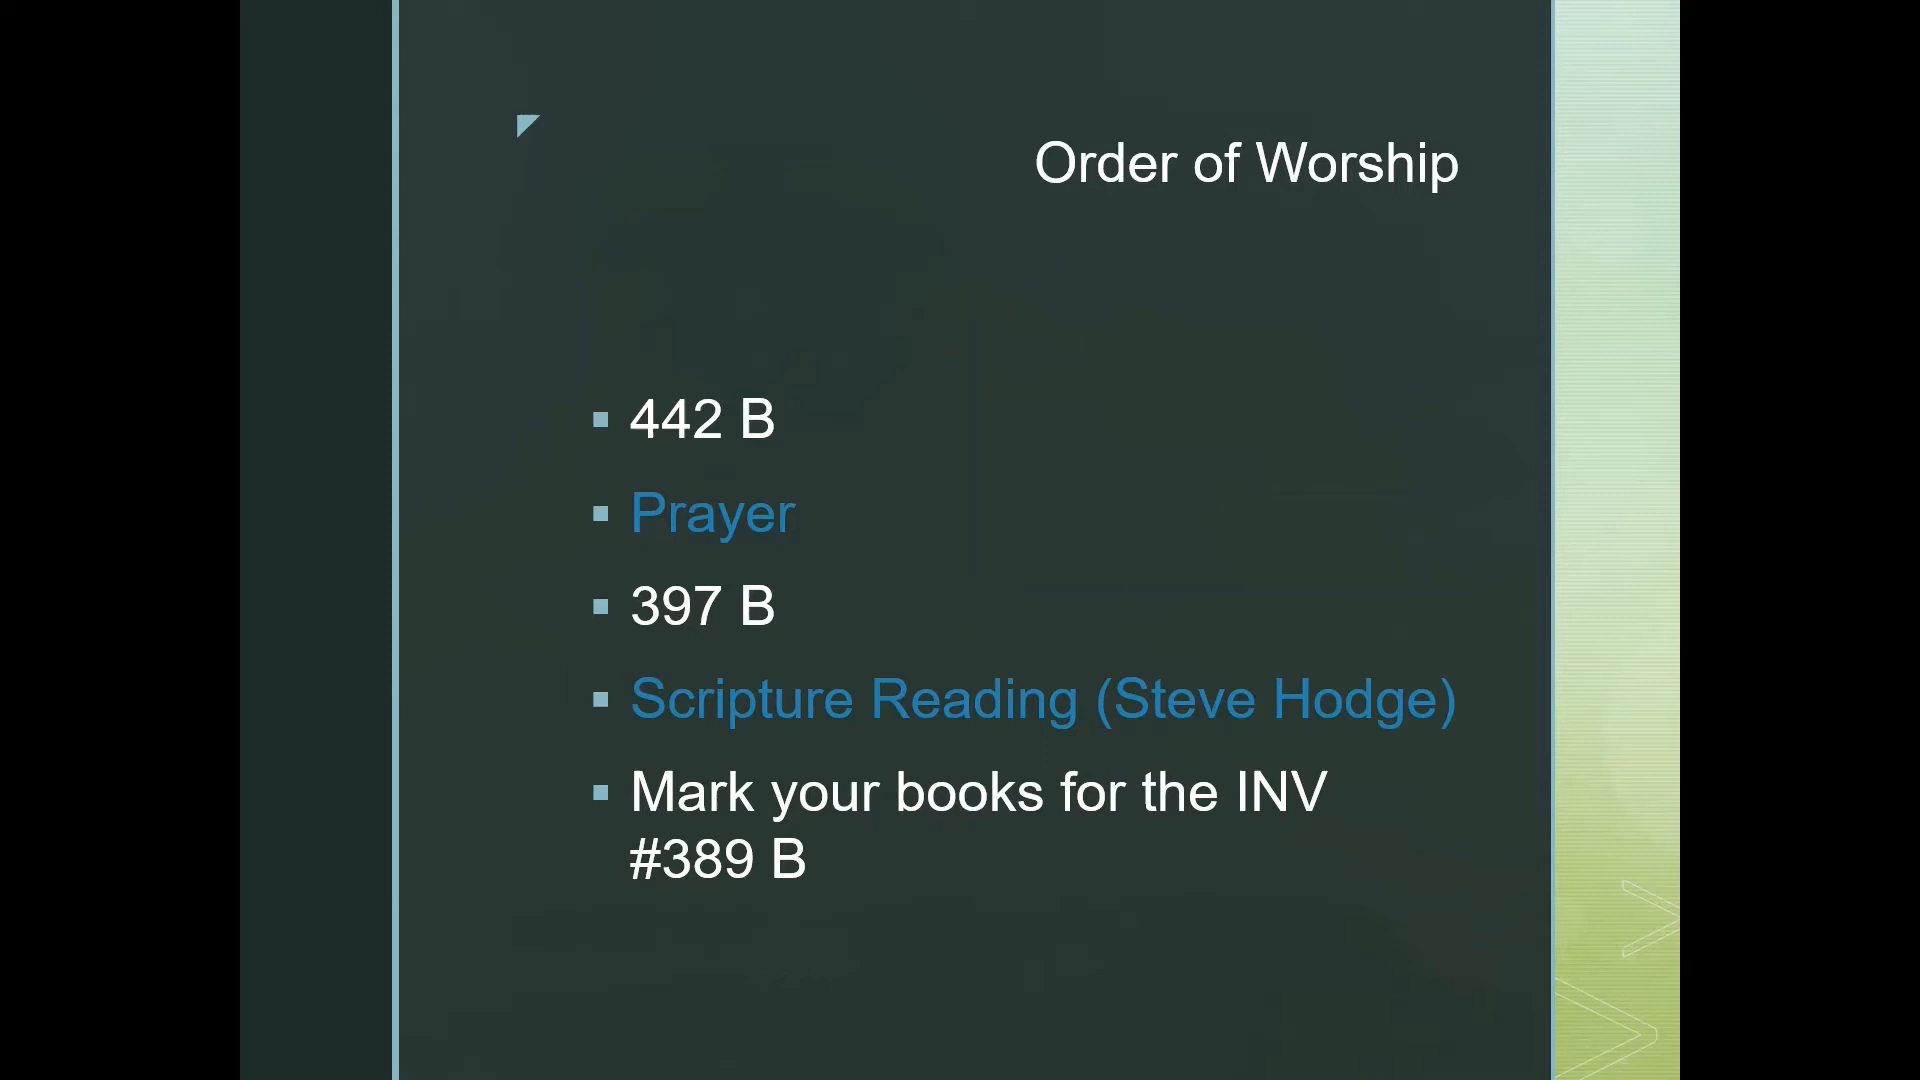 Order of Worship
442 B
Prayer
397 B
Scripture Reading (Steve Hodge)
Mark your books for the INV
#389 B